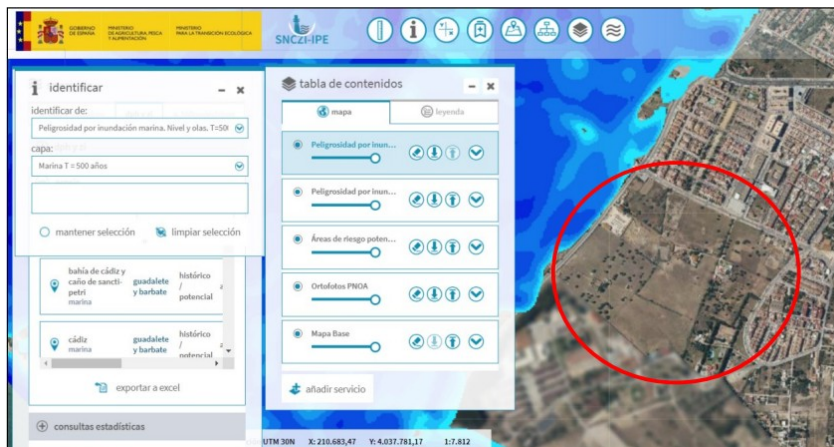 GOBIERNO
DE ESPAÑA
MINISTERIO
DE AGRICULTURA, PESCA
Y ALIMENTACIÓN
MINISTERIO
PARA LA TRANSICIÓN ECOLÓGICA
SNCZI-IPE
identificar
identificar de:
Peligrosidad por inundación marina. Nivel y olas. T=50
capa:
Marina T = 500 años
mantener selección
limpiar selección
bahía de cádiz y
caño de sancti-
petri
marina
guadalete
y barbate
histórico
/
potencial
cádiz
marina
guadalete
y barbate
histórico
/
potencial
exportar a excel
consultas estadísticas
tabla de contenidos
mapa
leyenda
Peligrosidad por inun...
Peligrosidad por inun...
Áreas de riesgo poten...
Ortofotos PNOA
Mapa Base
añadir servicio
UTM 30N X: 210.683,47 Y: 4.037.781,17 1:7.812